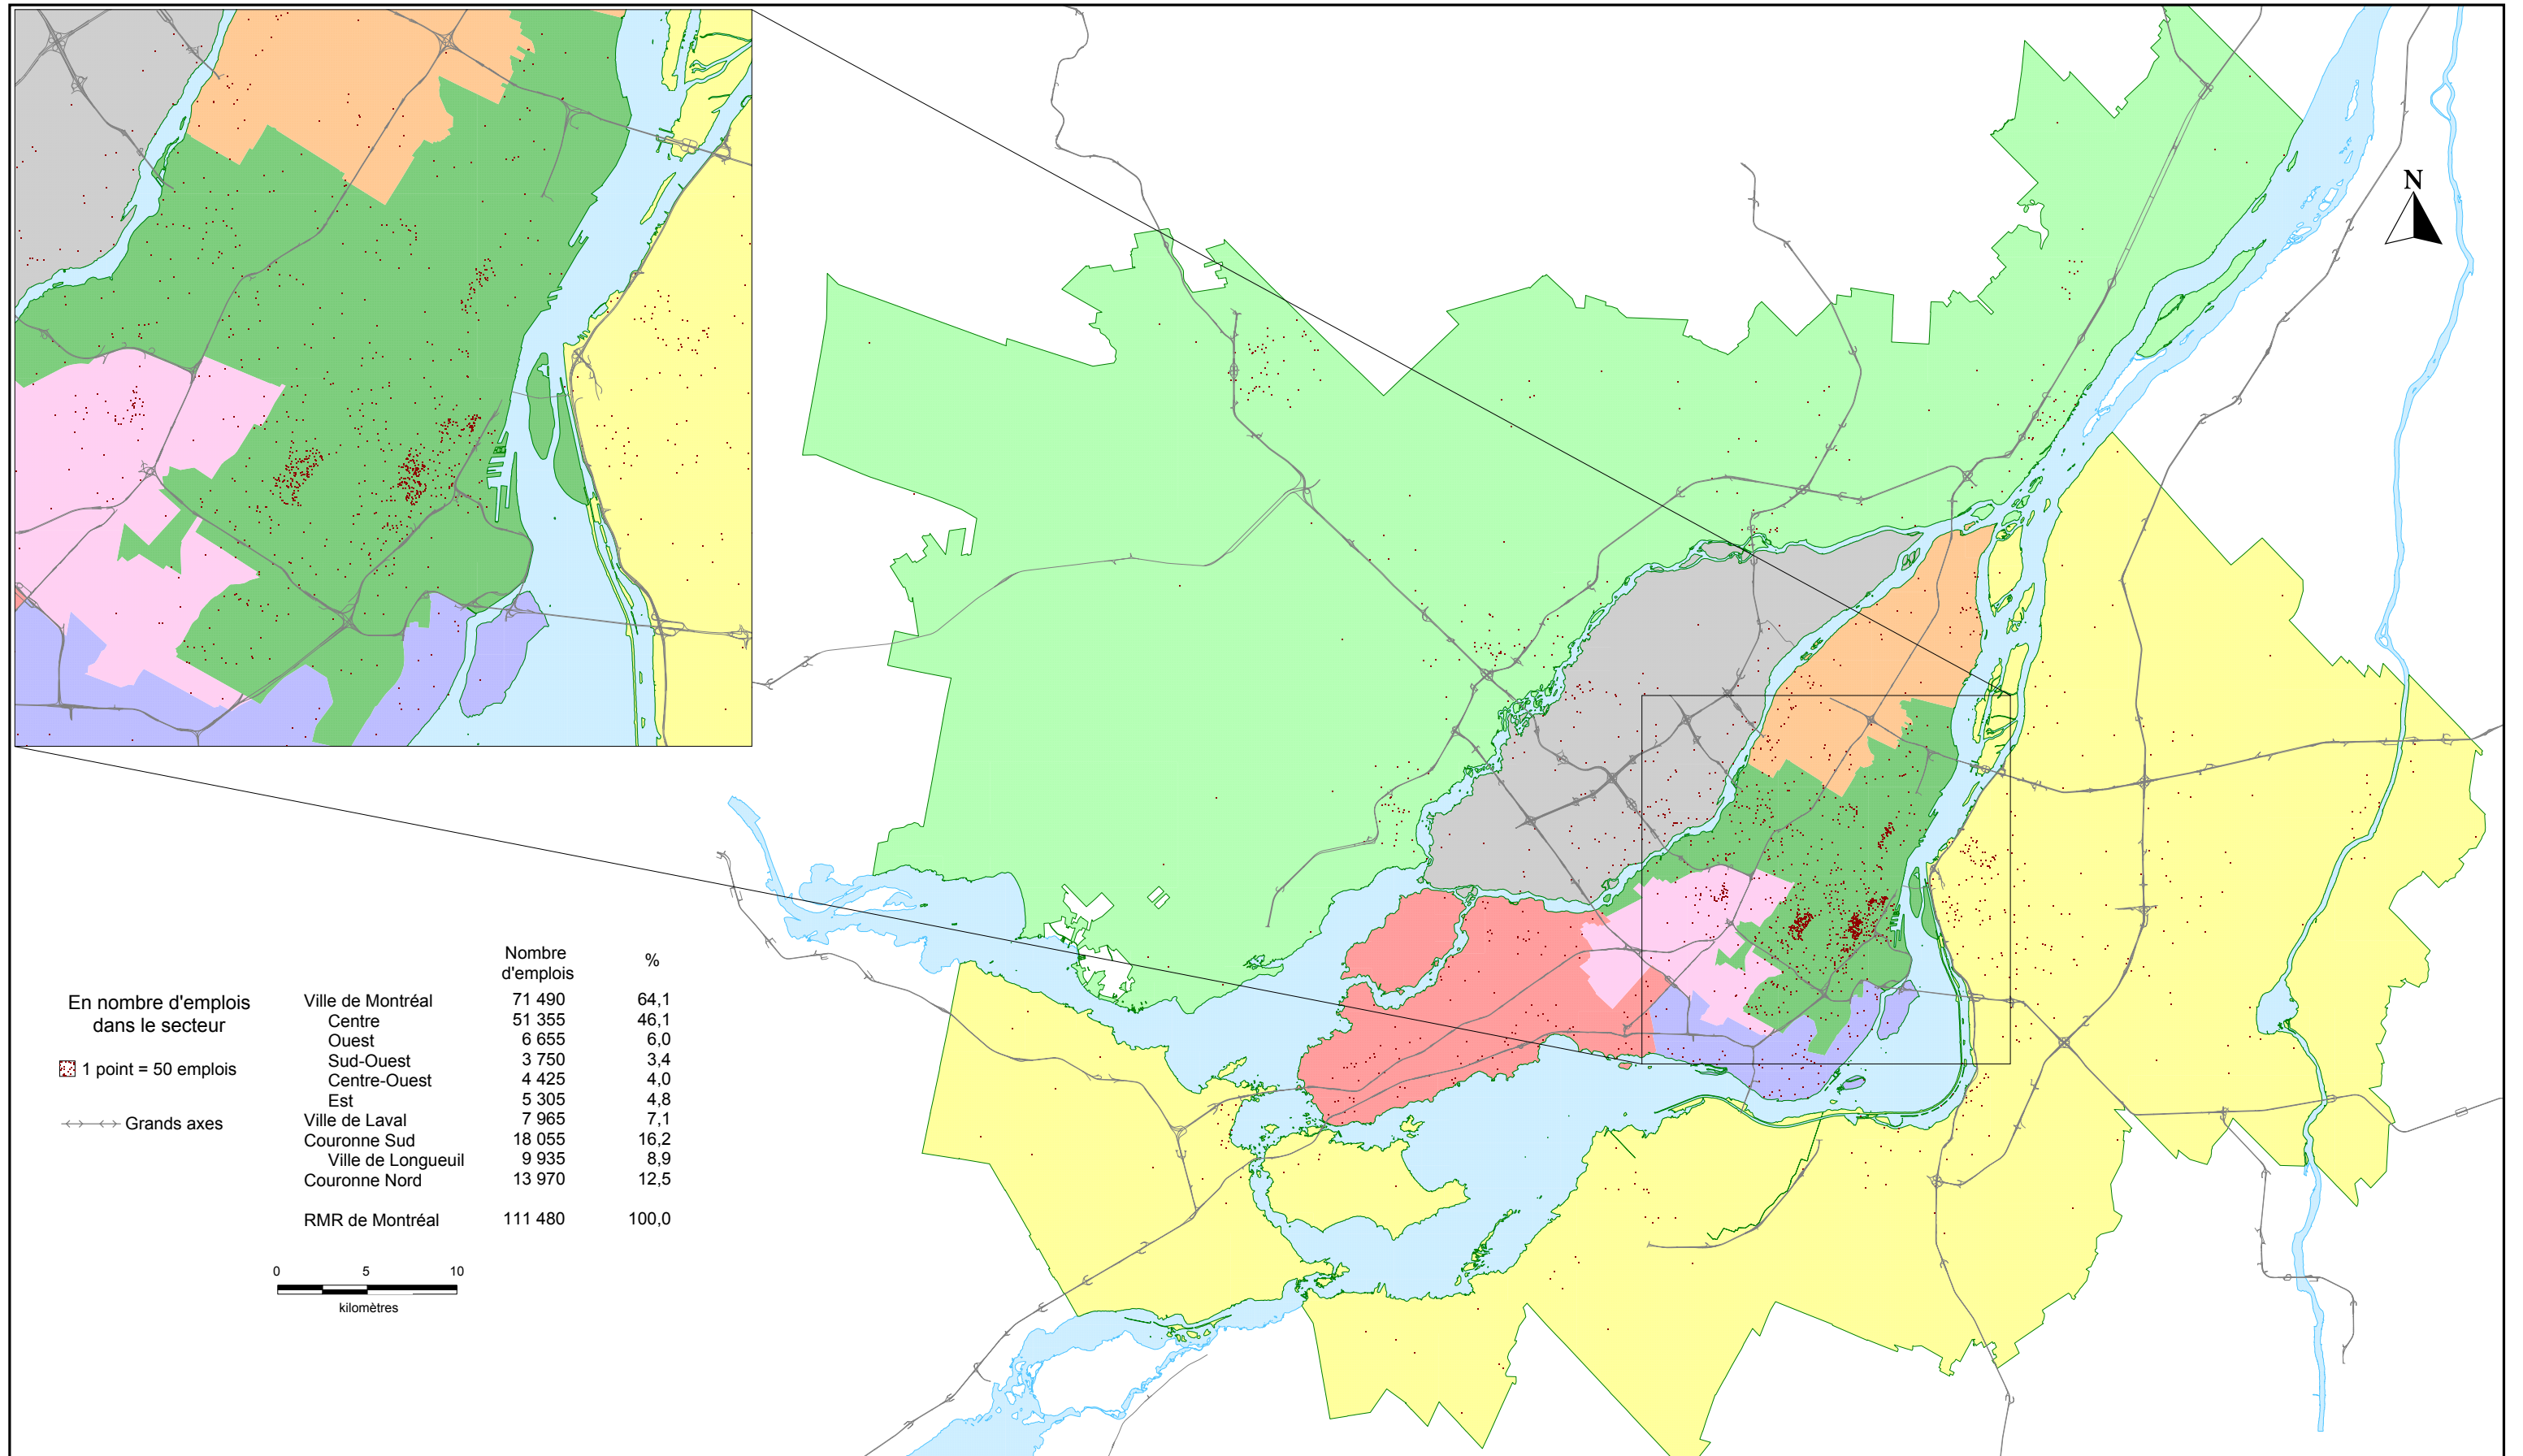 N
Nombre
d'emplois
%
En nombre d'emplois
dans le secteur
1 point = 50 emplois
Grands axes
Ville de Montréal 71 490 64,1
Centre 51 355 46,1
Ouest 6 655 6,0
Sud-Ouest 3 750 3,4
Centre-Ouest 4 425 4,0
Est 5 305 4,8
Ville de Laval 7 965 7,1
Couronne Sud 18 055 16,2
Ville de Longueuil 9 935 8,9
Couronne Nord 13 970 12,5
RMR de Montréal 111 480 100,0
0 5 10
kilomètres